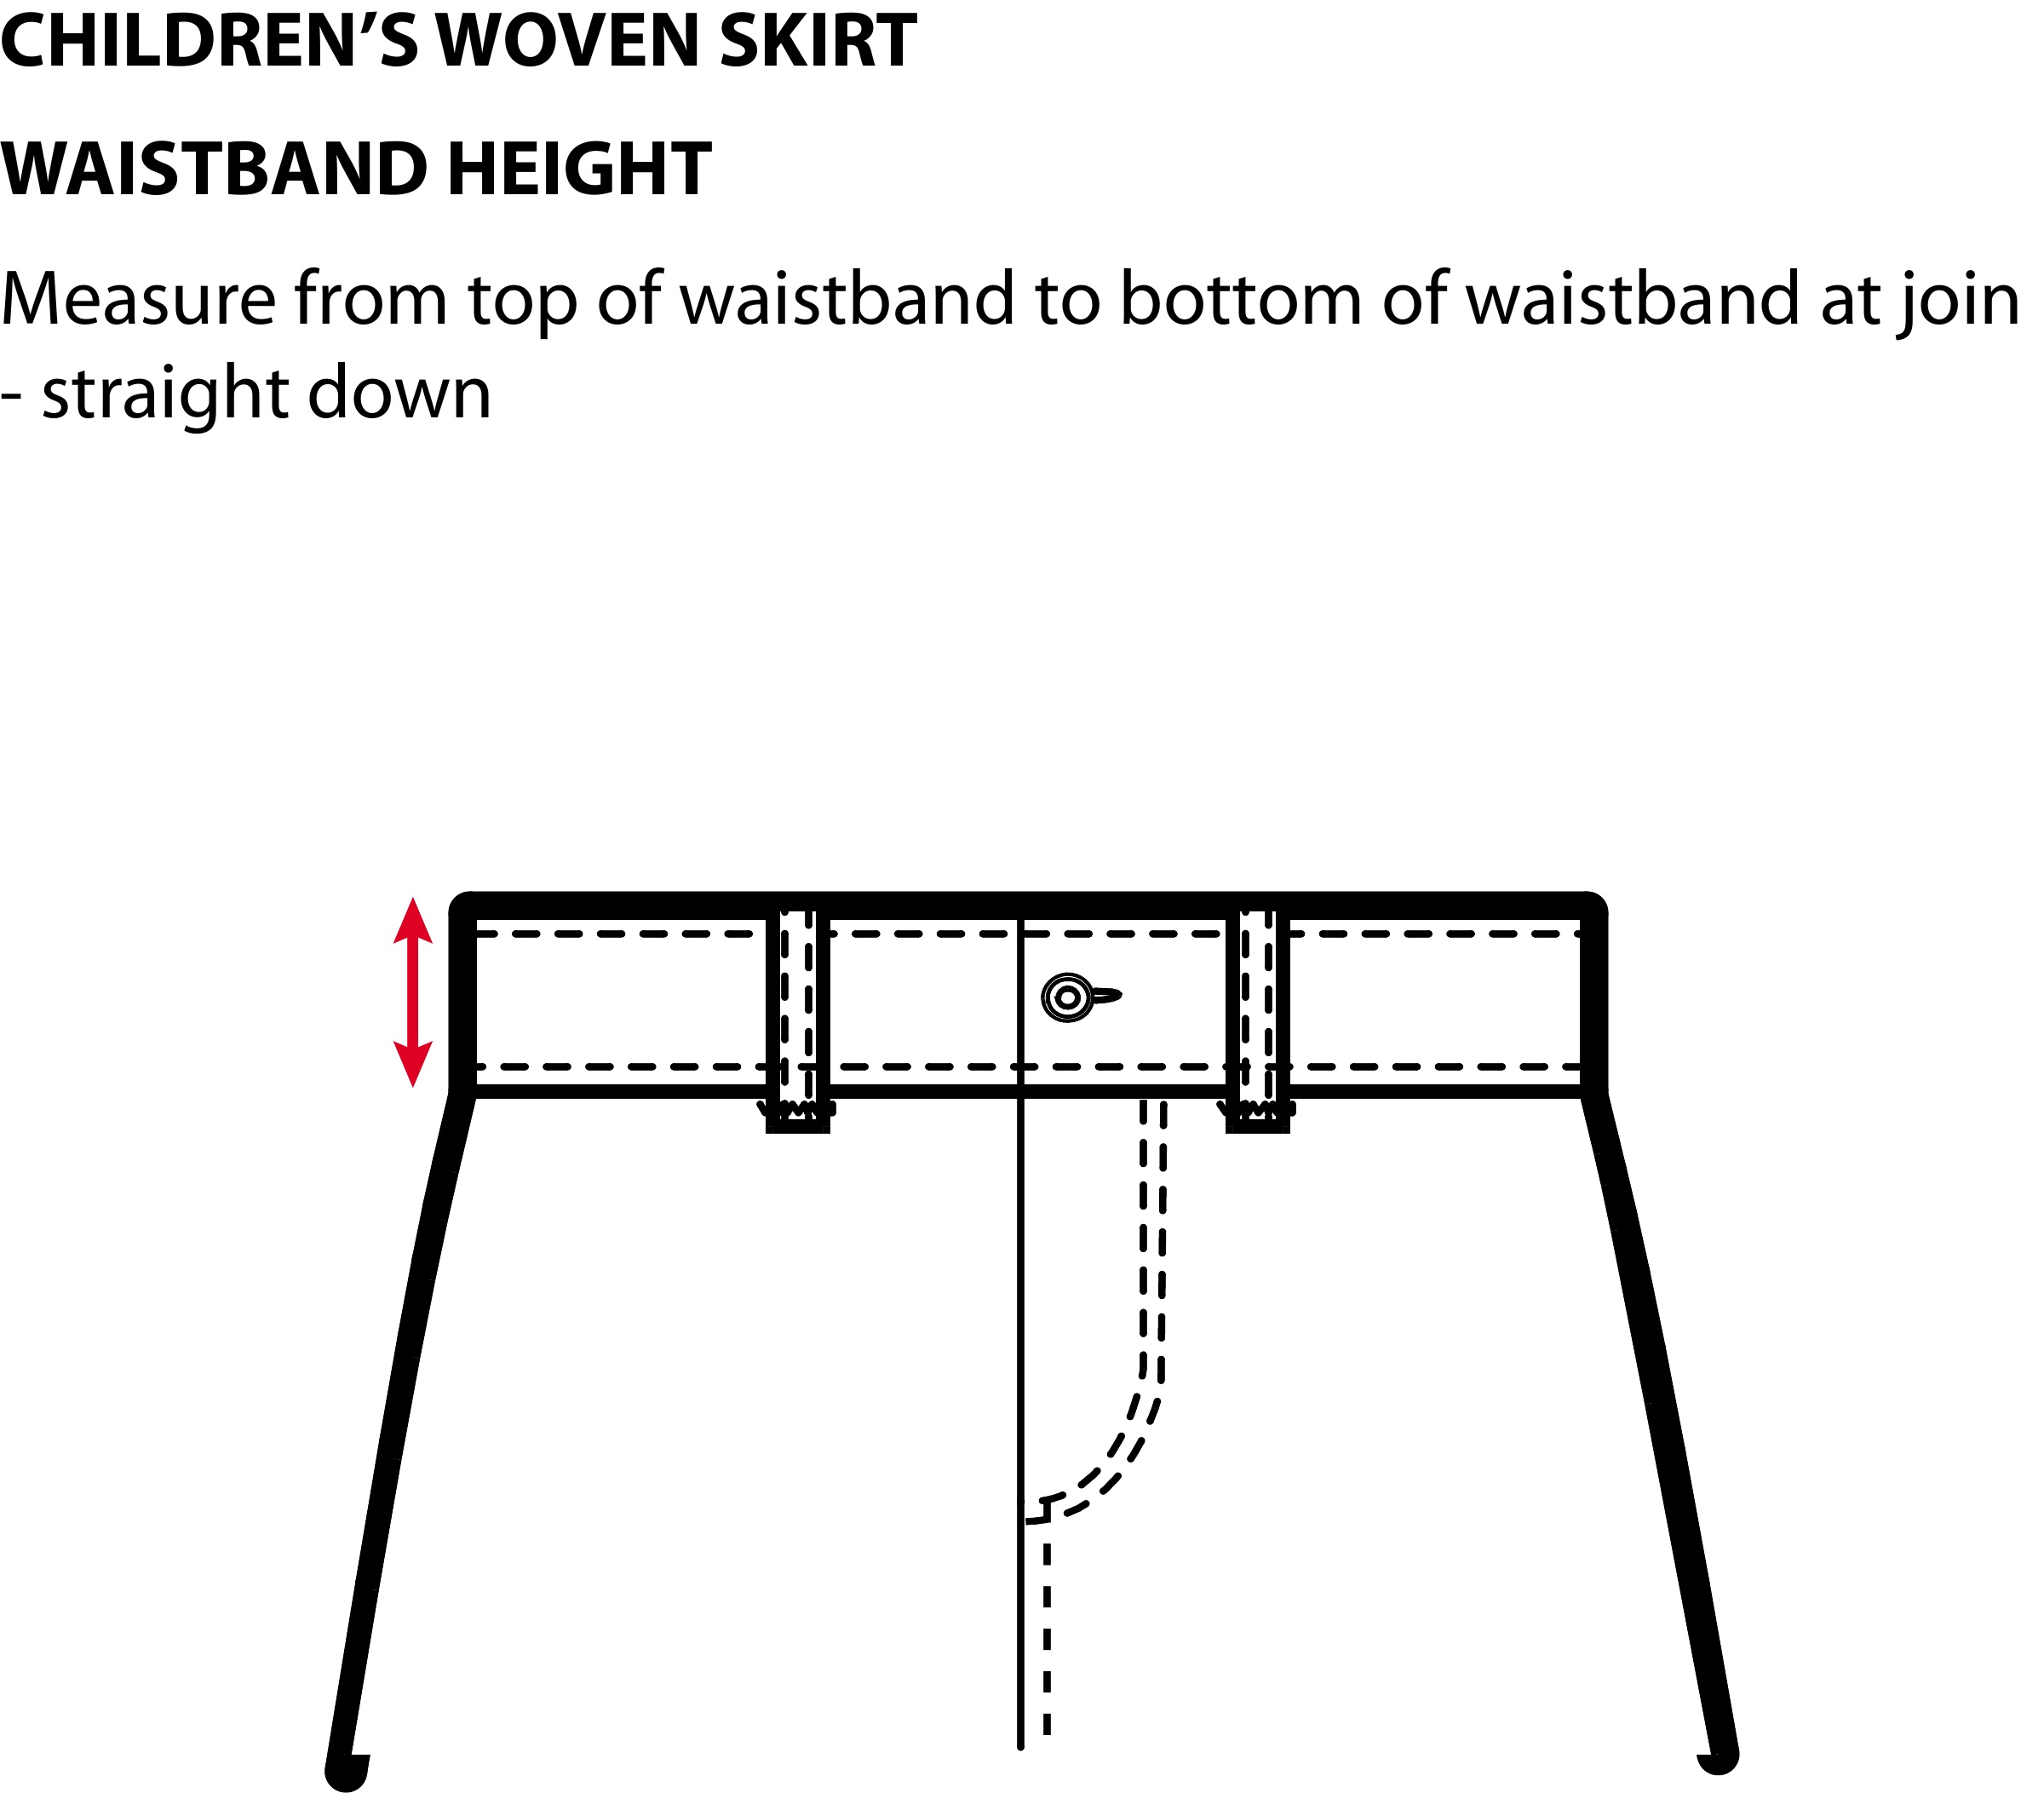 CHILDREN’S WOVEN SKIRT
WAISTBAND HEIGHT
Measure from top of waistband to bottom of waistband at join
- straight down